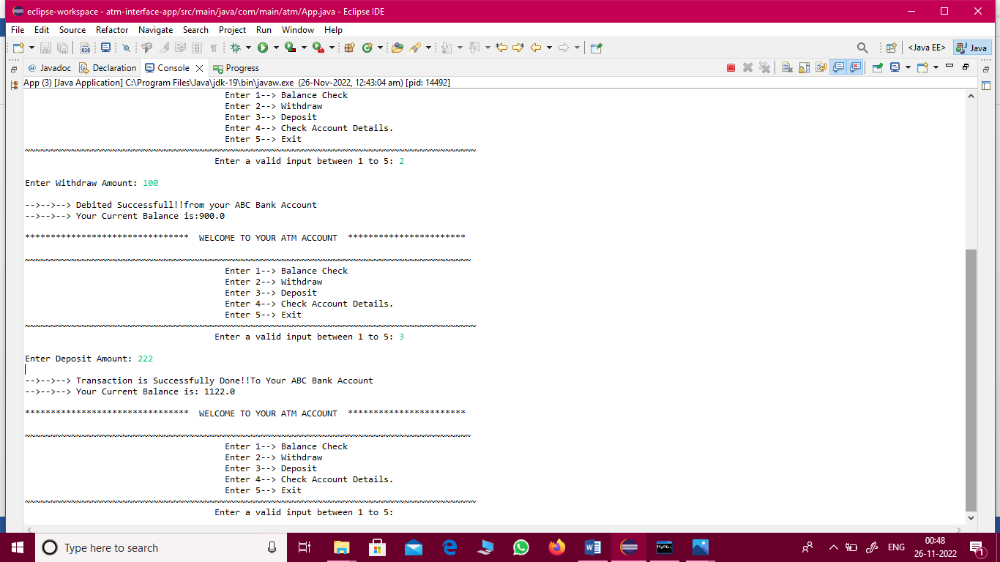 eclipse-workspace - atm-interface-app/src/main/java/com/main/atm/App.java - Eclipse IDE
File Edit Source Refactor Navigate Search Project Run Window Help
<Java EE> Java
@ Javadoc Declaration Console Progress
App (3) [Java Application] C:\Program Files\Java\jdk-19\bin\javaw.exe (26-Nov-2022, 12:43:04 am) [pid: 14492]
Enter 1--> Balance Check
Enter 2--> Withdraw
Enter 3--> Deposit
Enter 4--> Check Account Details.
Enter 5--> Exit
~~~~~~~~~~~~~~~~~~~~~~~~~~~~~~~~~~~~~~~~~~~~~~~~~~~~~~~~~~~~~~~~~~~~~~~~~~~~~~~~~~~~~~~~
Enter a valid input between 1 to 5: 2
Enter Withdraw Amount: 100
-->-->--> Debited Successfull!!from your ABC Bank Account
-->-->--> Your Current Balance is:900.0
******************************** WELCOME TO YOUR ATM ACCOUNT ***********************
~~~~~~~~~~~~~~~~~~~~~~~~~~~~~~~~~~~~~~~~~~~~~~~~~~~~~~~~~~~~~~~~~~~~~~~~~~~~~~~~~~~~~~~
Enter 1--> Balance Check
Enter 2--> Withdraw
Enter 3--> Deposit
Enter 4--> Check Account Details.
Enter 5--> Exit
~~~~~~~~~~~~~~~~~~~~~~~~~~~~~~~~~~~~~~~~~~~~~~~~~~~~~~~~~~~~~~~~~~~~~~~~~~~~~~~~~~~~~~~~
Enter a valid input between 1 to 5: 3
Enter Deposit Amount: 222
-->-->--> Transaction is Successfully Done!!To Your ABC Bank Account
-->-->--> Your Current Balance is: 1122.0
******************************** WELCOME TO YOUR ATM ACCOUNT ***********************
~~~~~~~~~~~~~~~~~~~~~~~~~~~~~~~~~~~~~~~~~~~~~~~~~~~~~~~~~~~~~~~~~~~~~~~~~~~~~~~~~~~~~~~
Enter 1--> Balance Check
Enter 2--> Withdraw
Enter 3--> Deposit
Enter 4--> Check Account Details.
Enter 5--> Exit
~~~~~~~~~~~~~~~~~~~~~~~~~~~~~~~~~~~~~~~~~~~~~~~~~~~~~~~~~~~~~~~~~~~~~~~~~~~~~~~~~~~~~~~~
Enter a valid input between 1 to 5:
Type here to search
ENG
00:48
26-11-2022
1